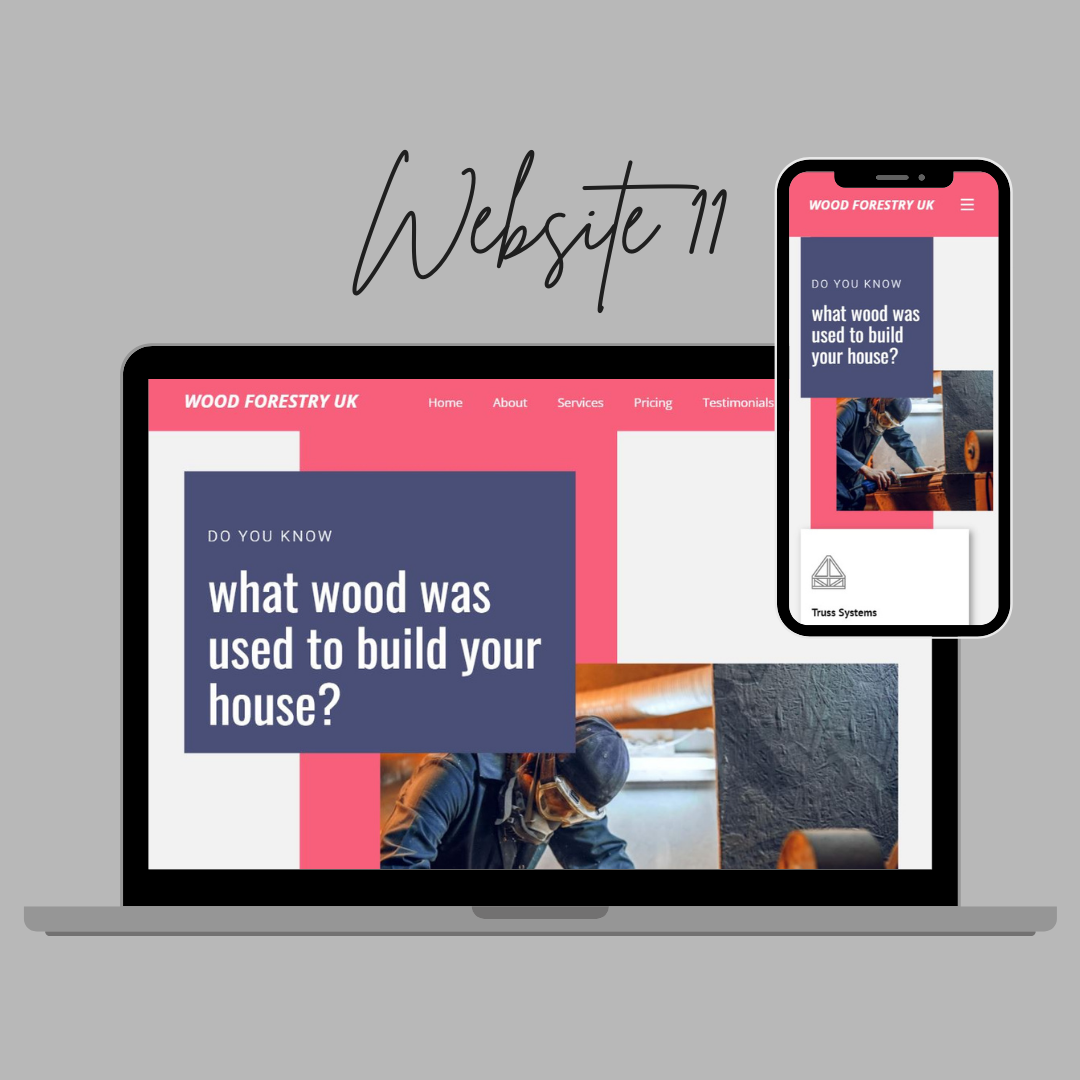 Website 11
WOOD FORESTRY UK
Home About Services Pricing Testimonials
DO YOU KNOW
what wood was
used to build your
house?
WOOD FORESTRY UK
DO YOU KNOW
what wood was
used to build
your house?
Truss Systems